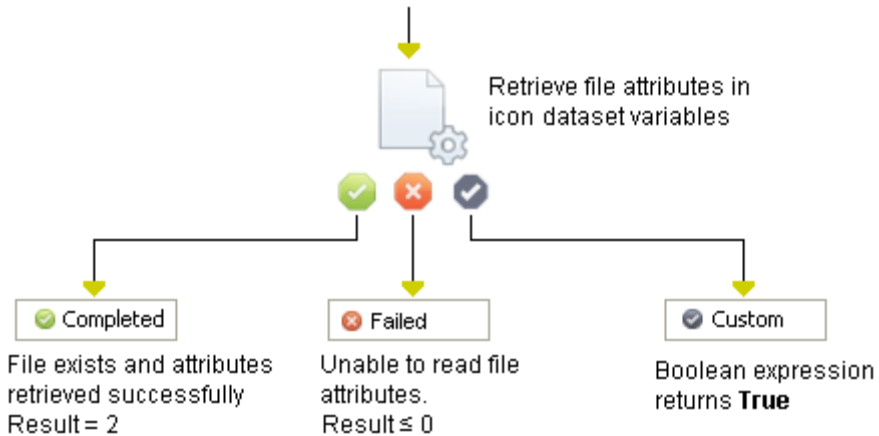 Retrieve file attributes in
icon dataset variables
Completed
Failed
Custom
File exists and attributes
retrieved successfully
Result = 2
Unable to read file
attributes.
Result ≤ 0
Boolean expression
returns True